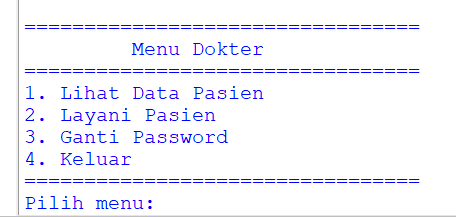 =================================
Menu Dokter
=================================
1. Lihat Data Pasien
2. Layani Pasien
3. Ganti Password
4. Keluar
=================================
Pilih menu: